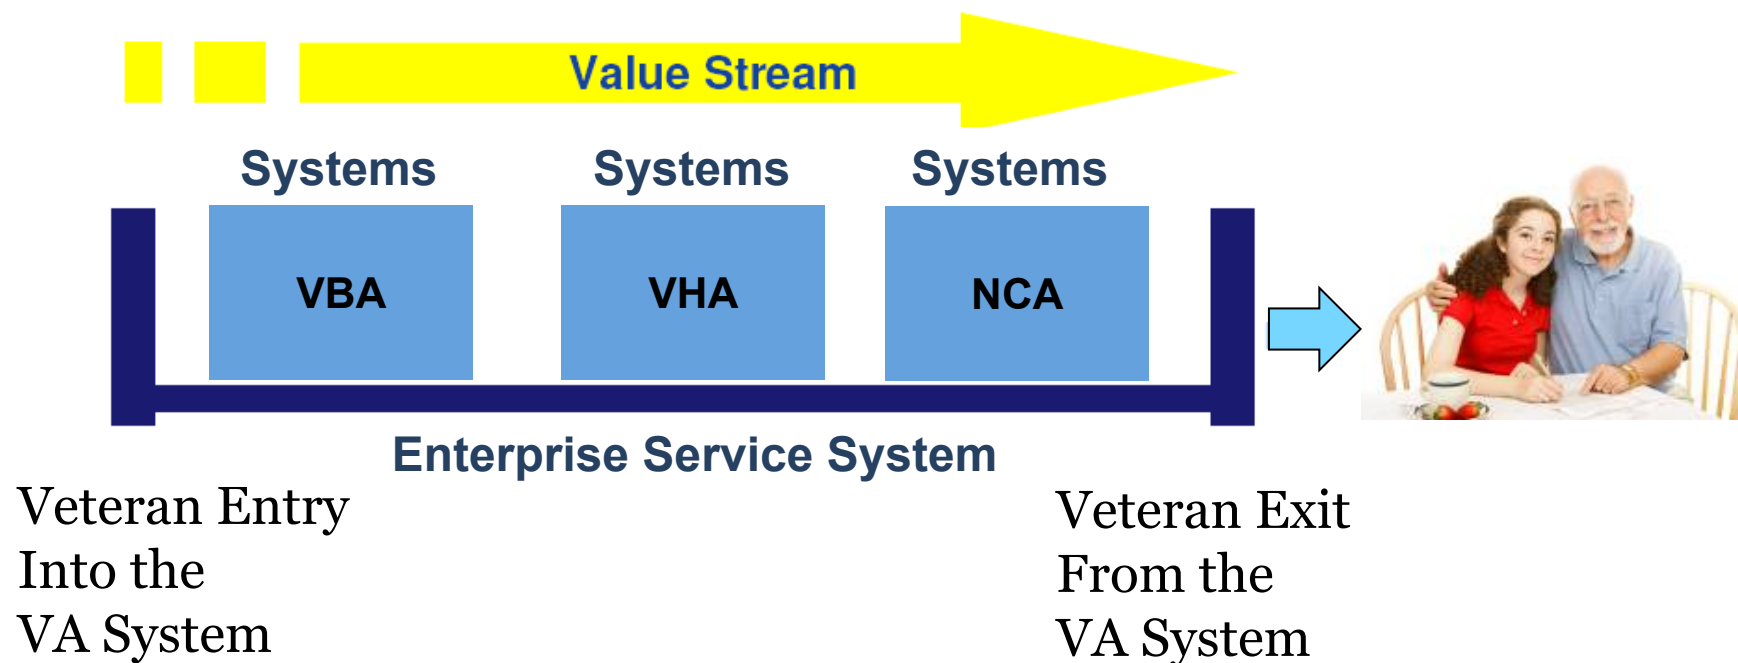 Value Stream
Systems
Systems
Systems
VBA
VHA
NCA
Enterprise Service System
Veteran Entry
Into the
VA System
Veteran Exit
From the
VA System